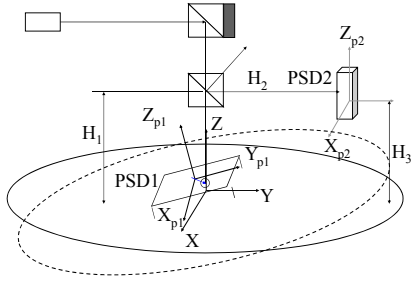 Z_p2
H_2 PSD2
Z_p1 Z
X_p2
H_1 H_3
PSD1 Y_p1
X_p1 Y
X